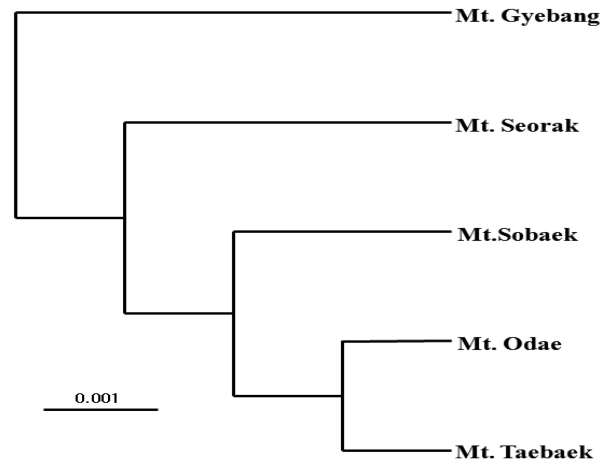 Mt. Gyebang
Mt. Seorak
Mt.Sobaek
Mt. Odae
0.001
Mt. Taebaek